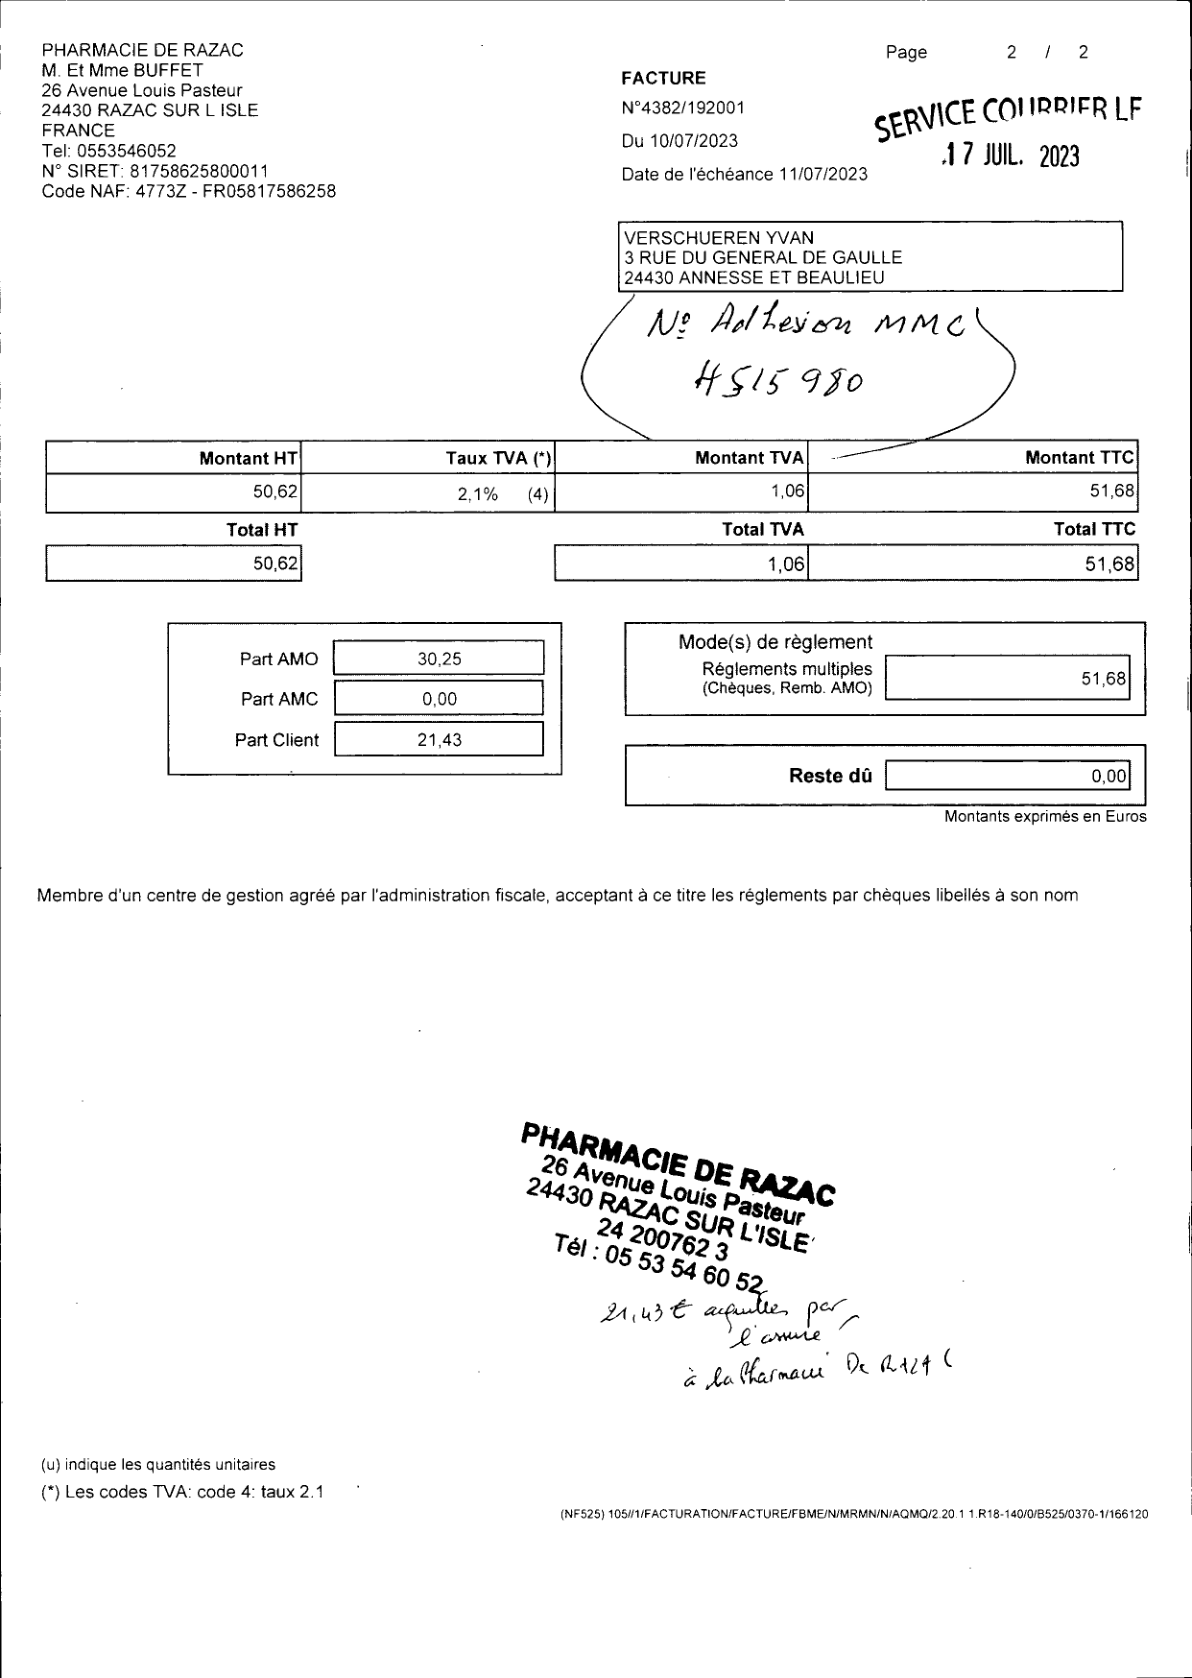 PHARMACIE DE RAZAC
M. Et Mme BUFFET
26 Avenue Louis Pasteur
24430 RAZAC SUR L ISLE
FRANCE
Tel: 0553546052
N° SIRET: 81758625800011
Code NAF: 4773Z - FR05817586258
Page 2 / 2
FACTURE
N°4382/192001
Du 10/07/2023
Date de l'échéance 11/07/2023
SERVICE COURRIER LF
17 JUIL. 2023
VERSCHUEREN YVAN
3 RUE DU GENERAL DE GAULLE
24430 ANNESSE ET BEAULIEU
Nº Adhesion MMC
4515 980
Montant HT Taux TVA (*) Montant TVA Montant TTC
50,62 2,1% (4) 1,06 51,68
Total HT Total TVA Total TTC
50,62 1,06 51,68
Part AMO 30,25
Part AMC 0,00
Part Client 21,43
Mode(s) de règlement
Réglements multiples
(Chèques, Remb. AMO)
51,68
Reste dû 0,00
Montants exprimés en Euros
Membre d'un centre de gestion agréé par l'administration fiscale, acceptant à ce titre les réglements par chèques libellés à son nom
PHARMACIE DE RAZAC
26 Avenue Louis Pasteur
24430 RAZAC SUR L'ISLE
24 200762 3
Tél : 05 53 54 60 52
21,43 € acquittés par
l'assuré
à la Pharmacie De RAZAC
(u) indique les quantités unitaires
(*) Les codes TVA: code 4: taux 2.1
(NF525) 105//1/FACTURATION/FACTURE/FBME/N/MRMN/N/AQMQ/2.20.1 1.R18-140/0/B525/0370-1/166120